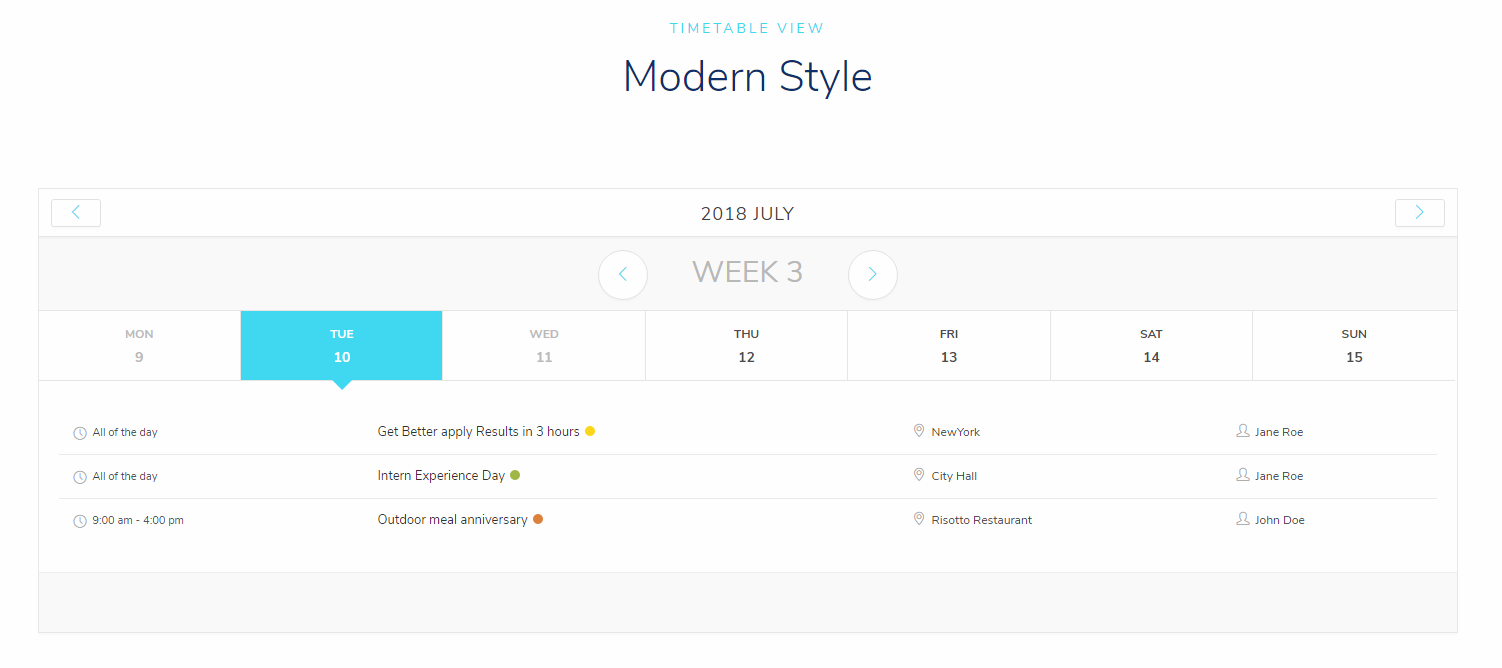 TIMETABLE VIEW
Modern Style
2018 JULY
WEEK 3
MON TUE WED THU FRI SAT SUN
9 10 11 12 13 14 15
All of the day Get Better apply Results in 3 hours NewYork Jane Roe
All of the day Intern Experience Day City Hall Jane Roe
9:00 am - 4:00 pm Outdoor meal anniversary Risotto Restaurant John Doe